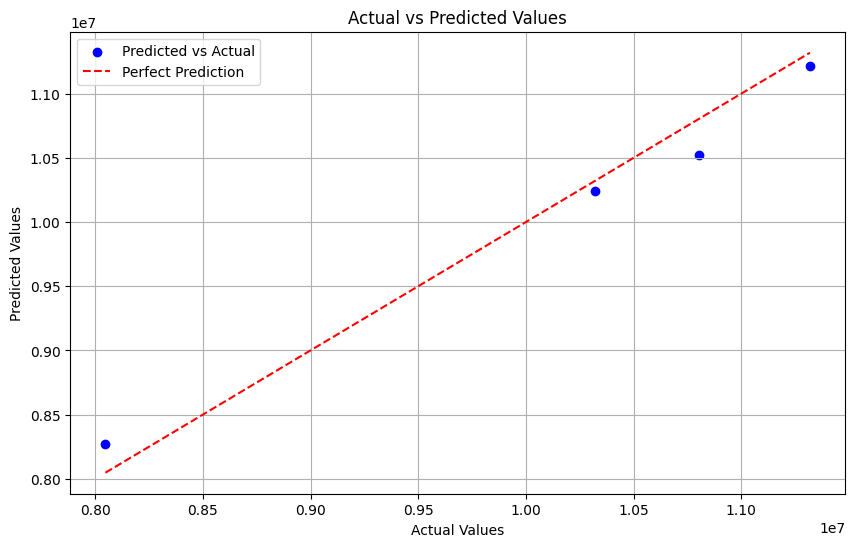 Actual vs Predicted Values
1e7
Predicted vs Actual
Perfect Prediction
1.10
1.05
1.00
0.95
0.90
0.85
0.80
Predicted Values
0.80 0.85 0.90 0.95 1.00 1.05 1.10
Actual Values
1e7